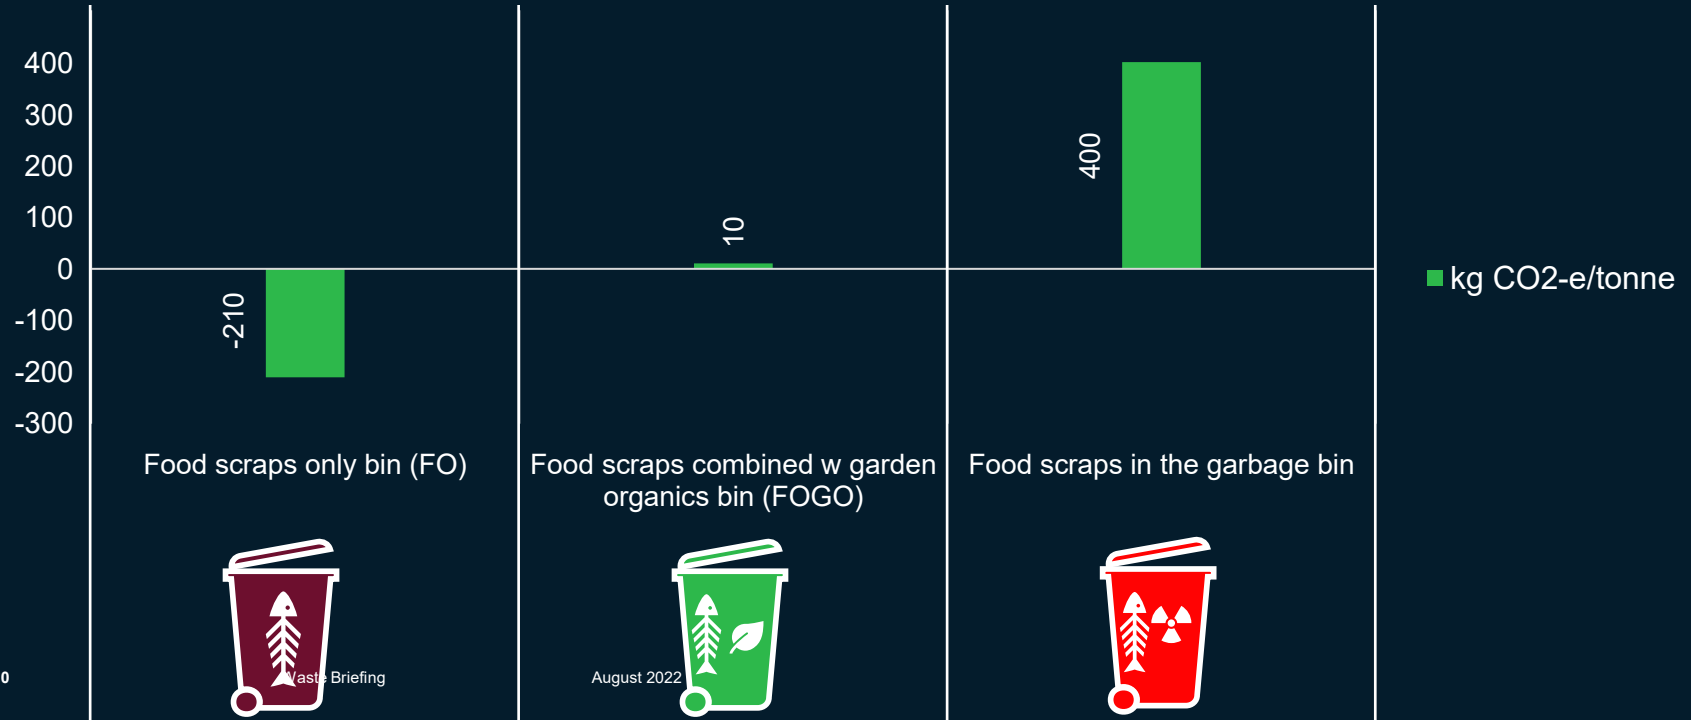 400
300
200
100
0
-100
-200
-300
-210
10
400
kg CO2-e/tonne
Food scraps only bin (FO)
Food scraps combined w garden
organics bin (FOGO)
Food scraps in the garbage bin
0
Waste Briefing
August 2022